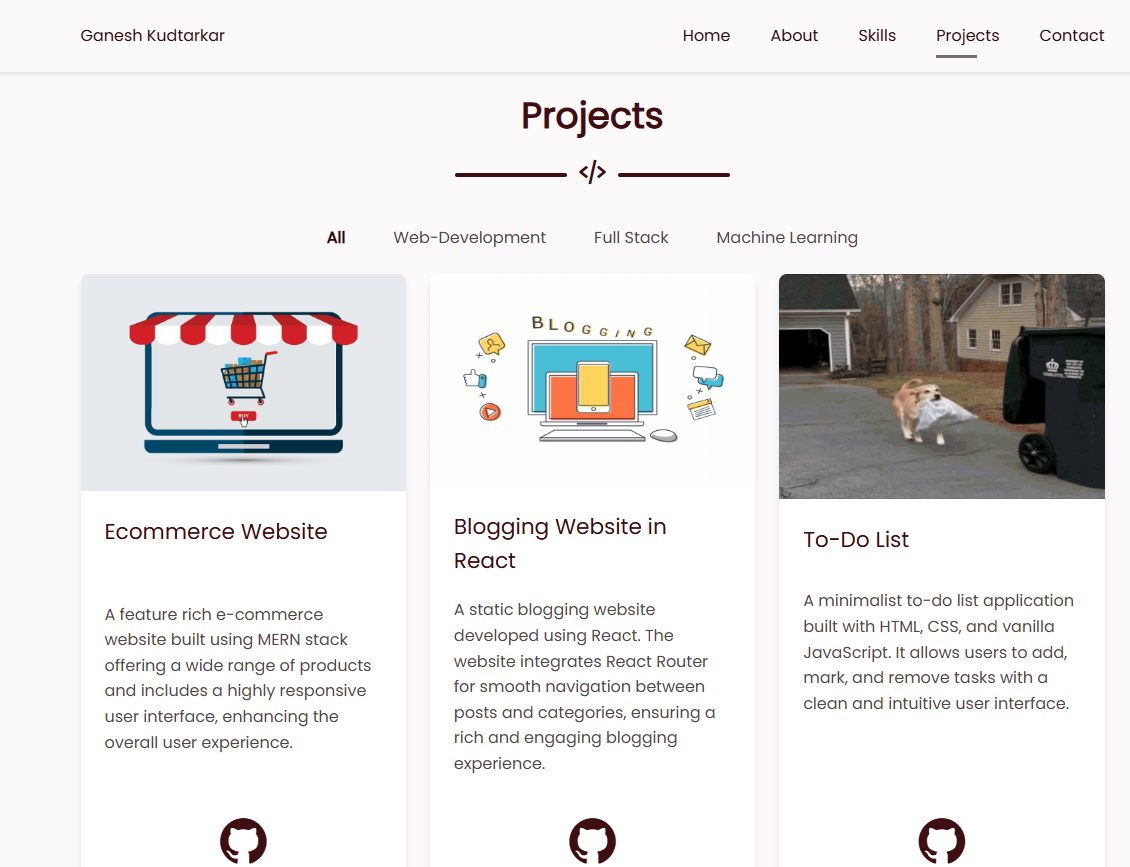 Ganesh Kudtarkar
Home About Skills Projects Contact
Projects
</>
All Web-Development Full Stack Machine Learning
BUY
BLOGGING
Ecommerce Website
A feature rich e-commerce
website built using MERN stack
offering a wide range of products
and includes a highly responsive
user interface, enhancing the
overall user experience.
Blogging Website in
React
A static blogging website
developed using React. The
website integrates React Router
for smooth navigation between
posts and categories, ensuring a
rich and engaging blogging
experience.
To-Do List
A minimalist to-do list application
built with HTML, CSS, and vanilla
JavaScript. It allows users to add,
mark, and remove tasks with a
clean and intuitive user interface.